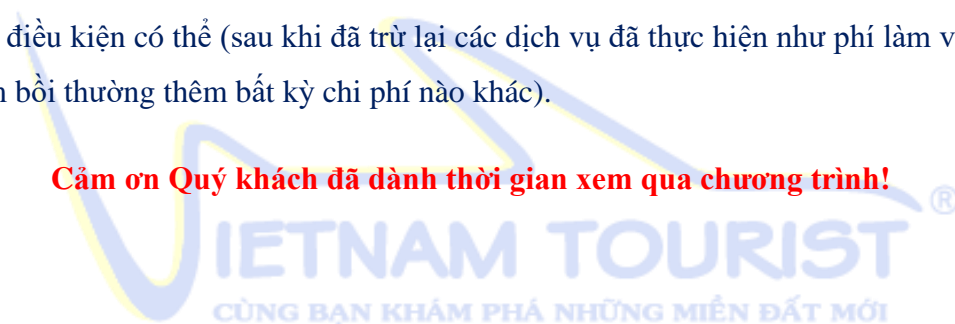 điều kiện có thể (sau khi đã trừ lại các dịch vụ đã thực hiện như phí làm v
bồi thường thêm bất kỳ chi phí nào khác).
Cảm ơn Quý khách đã dành thời gian xem qua chương trình!
VIETNAM TOURIST®
CÙNG BẠN KHÁM PHÁ NHỮNG MIỀN ĐẤT MỚI